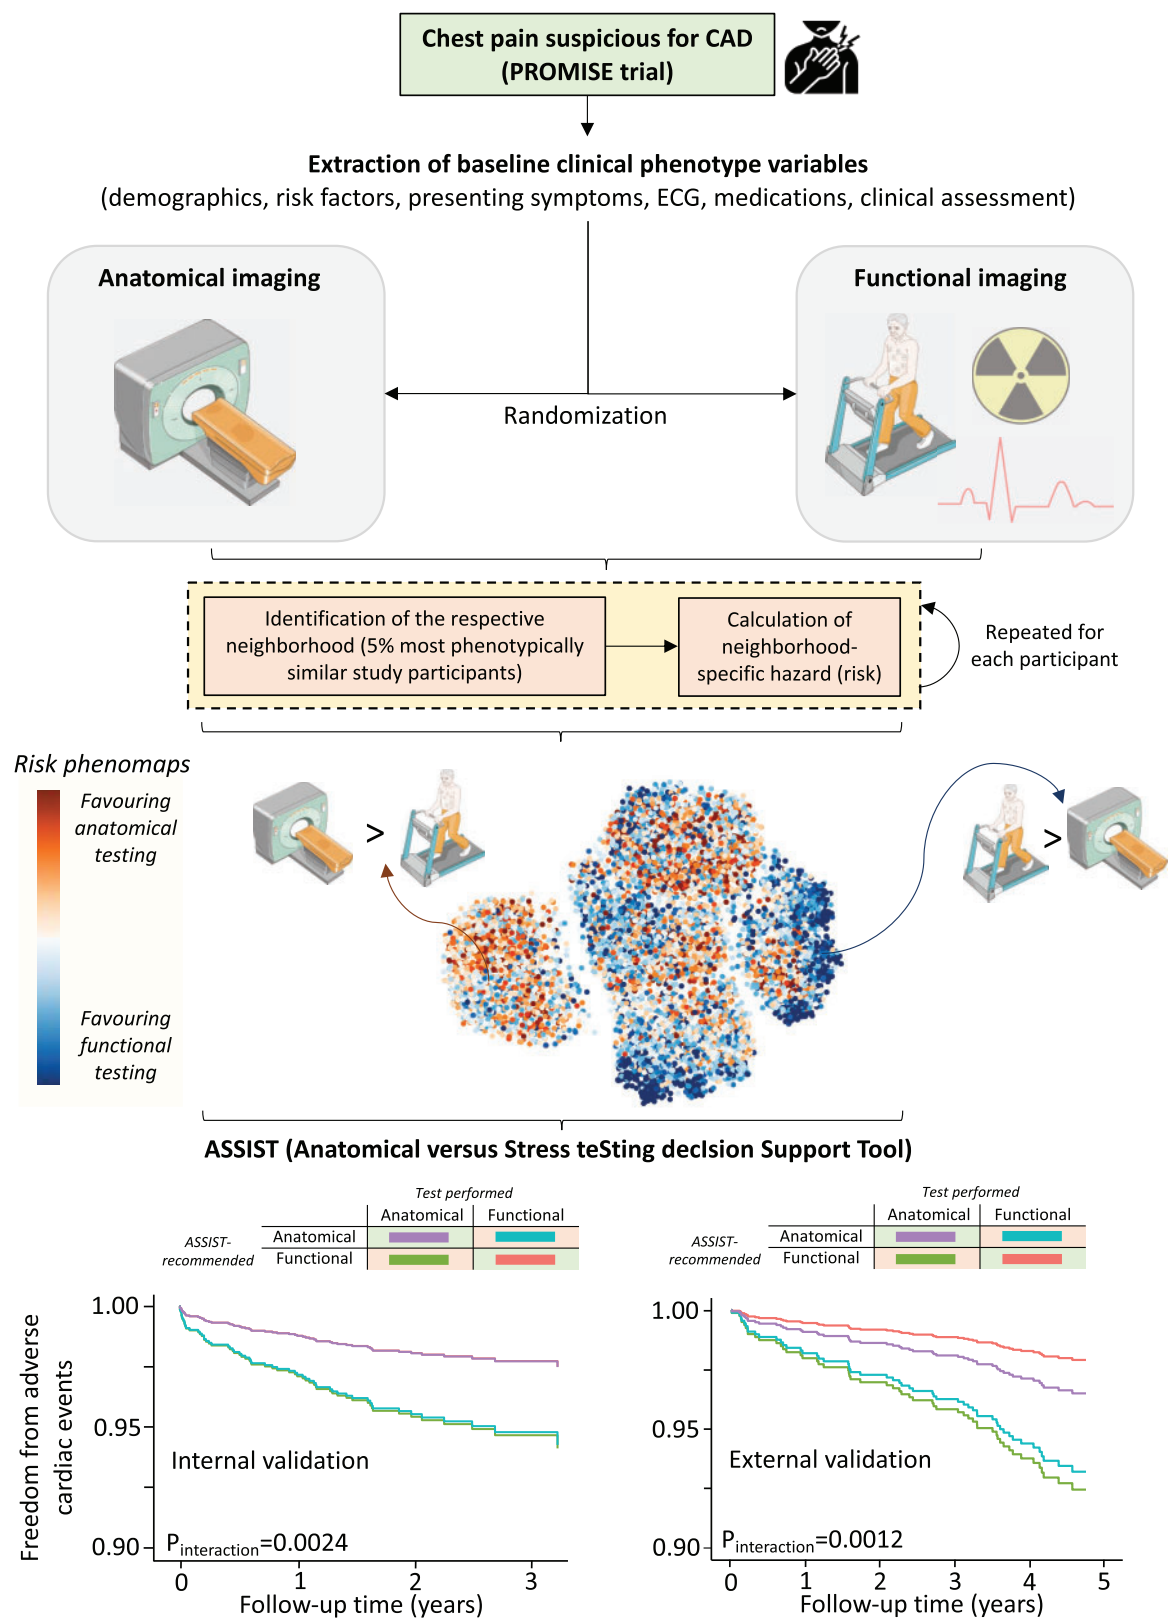 Chest pain suspicious for CAD
(PROMISE trial)
Extraction of baseline clinical phenotype variables
(demographics, risk factors, presenting symptoms, ECG, medications, clinical assessment)
Anatomical imaging
Functional imaging
Randomization
Identification of the respective
neighborhood (5% most phenotypically
similar study participants)
Calculation of
neighborhood-
specific hazard (risk)
Repeated for
each participant
Risk phenomaps
Favouring
anatomical
testing
Favouring
functional
testing
>
>
ASSIST (Anatomical versus Stress teSting decIsion Support Tool)
Test performed
Anatomical Functional
ASSIST-
recommended
Anatomical
Functional
Test performed
Anatomical Functional
ASSIST-
recommended
Anatomical
Functional
Freedom from adverse
cardiac events
1.00
0.95
0.90
Internal validation
Pinteraction=0.0024
0 1 2 3
Follow-up time (years)
1.00
0.95
0.90
External validation
Pinteraction=0.0012
0 1 2 3 4 5
Follow-up time (years)